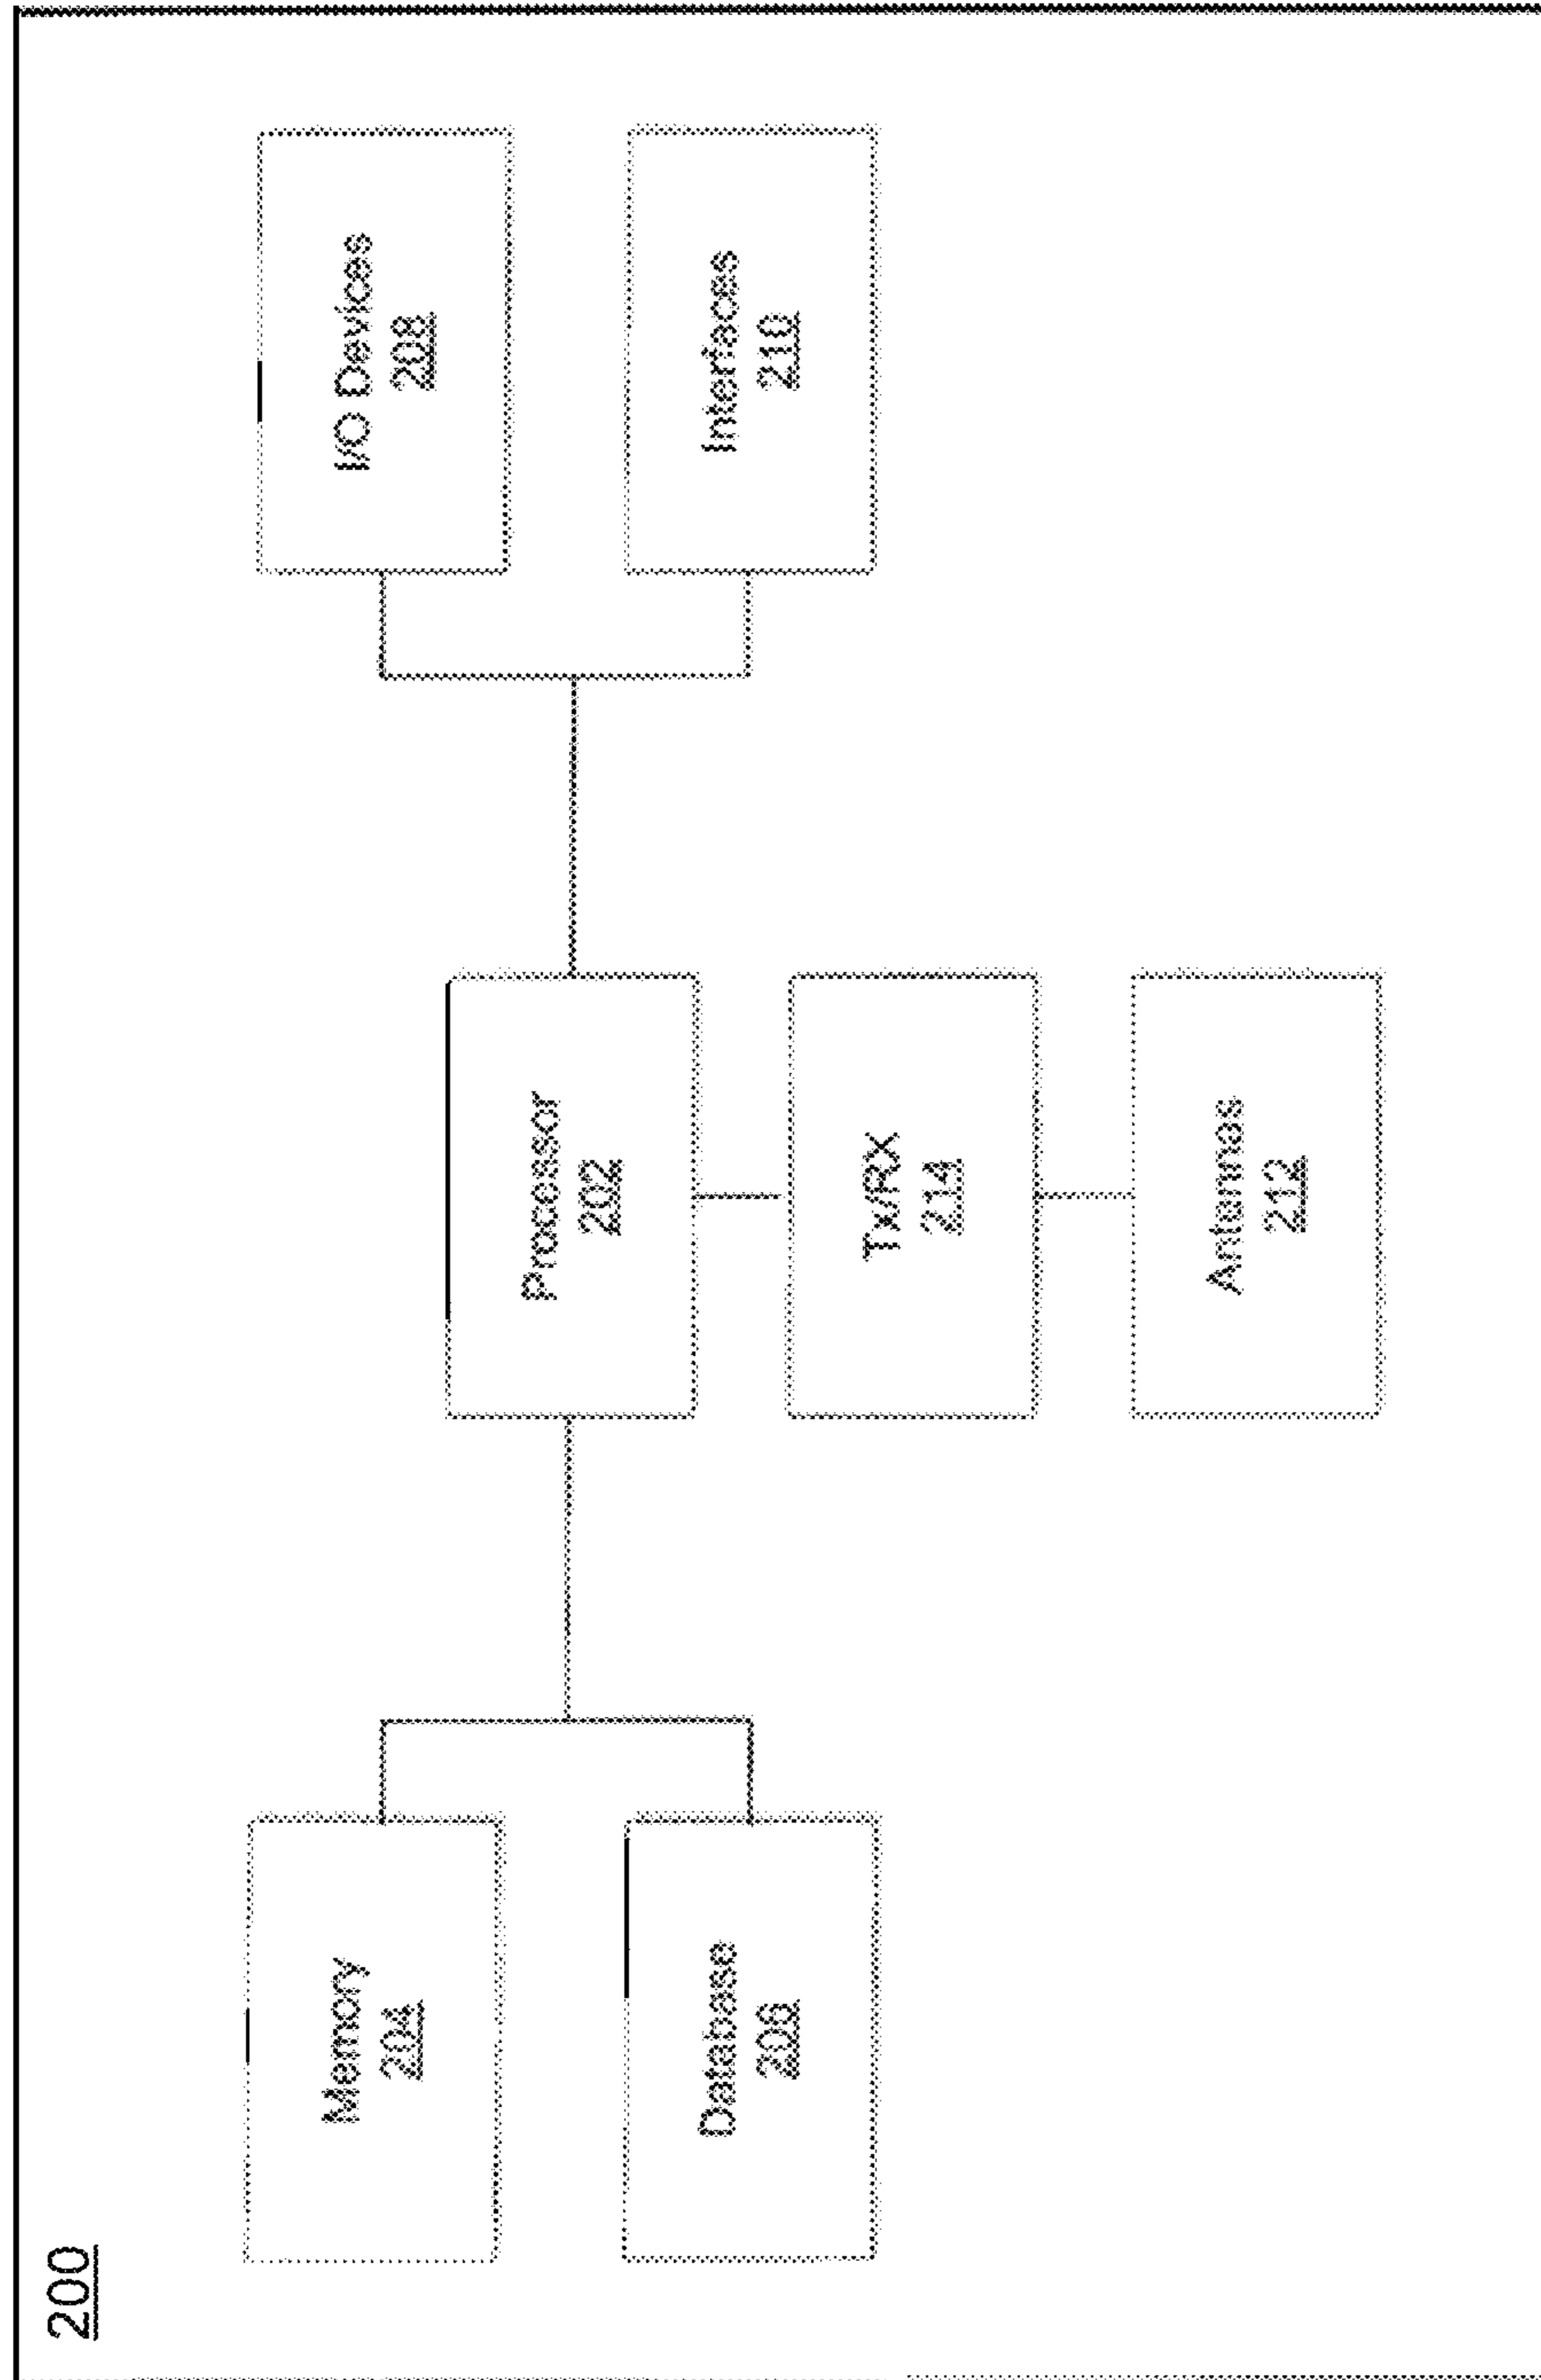 200
Memory
204
Database
206
Processor
202
Tx/RX
214
Antennas
212
I/O Devices
208
Interfaces
210